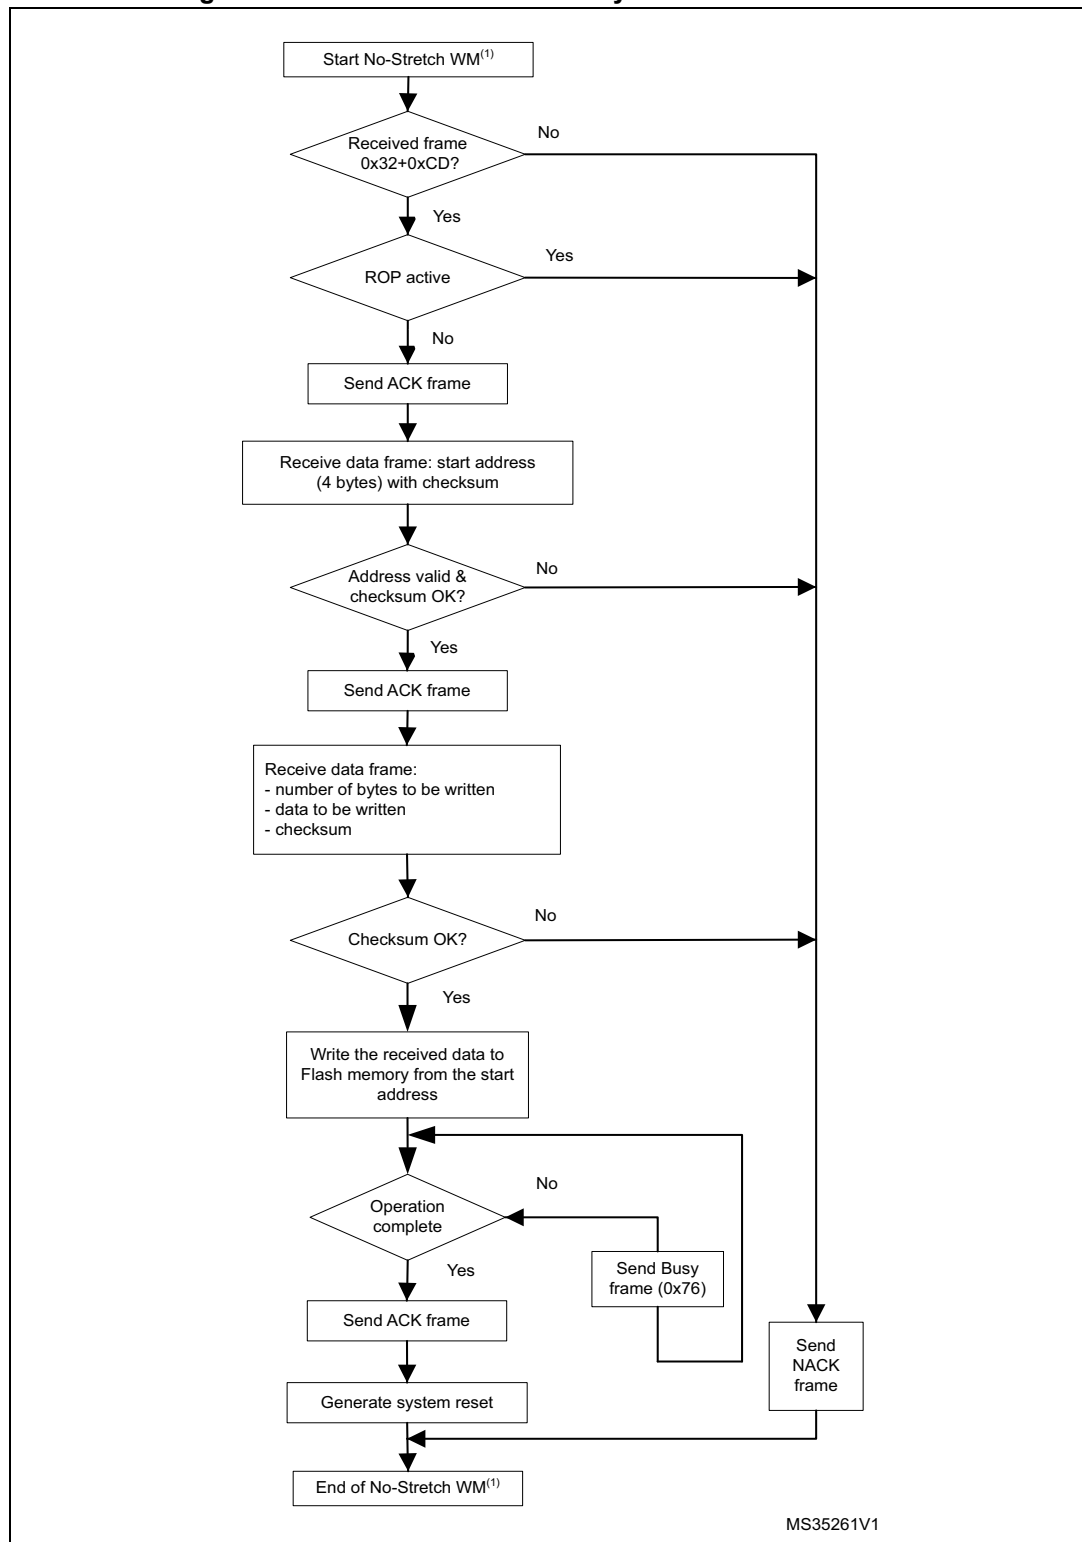 Start No-Stretch WM(1)
Received frame
0x32+0xCD?
No
Yes
ROP active
Yes
No
Send ACK frame
Receive data frame: start address
(4 bytes) with checksum
Address valid &
checksum OK?
No
Yes
Send ACK frame
Receive data frame:
- number of bytes to be written
- data to be written
- checksum
Checksum OK?
No
Yes
Write the received data to
Flash memory from the start
address
Operation
complete
No
Yes
Send Busy
frame (0x76)
Send ACK frame
Send
NACK
frame
Generate system reset
End of No-Stretch WM(1)
MS35261V1